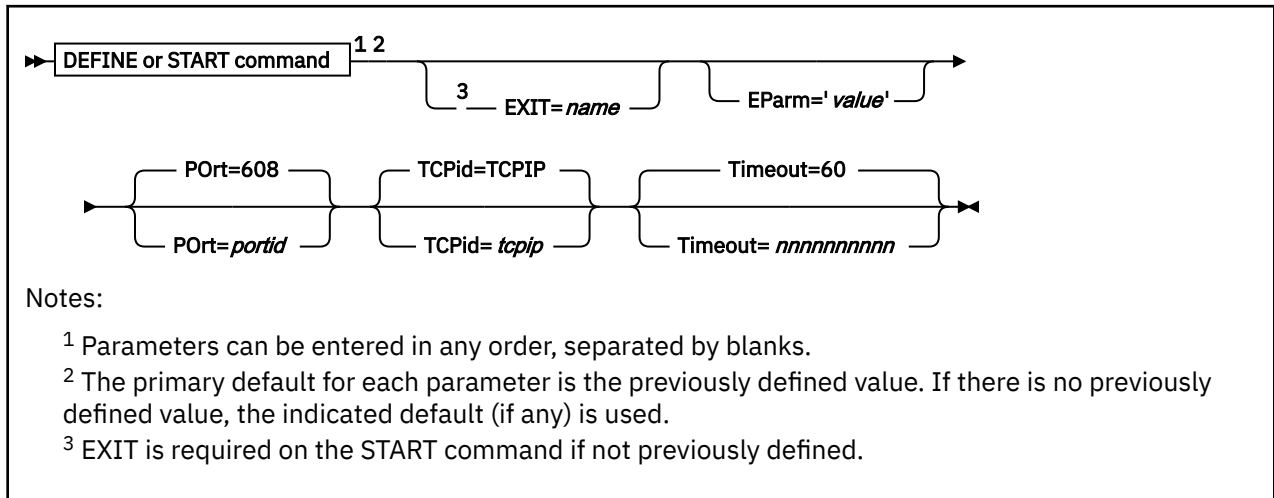 DEFINE or START command 1 2
3 EXIT=name EParm='value'
POrt=608 TCPid=TCPIP Timeout=60
POrt=portid TCPid=tcpip Timeout=nnnnnnnnnn
Notes:
1 Parameters can be entered in any order, separated by blanks.
2 The primary default for each parameter is the previously defined value. If there is no previously
defined value, the indicated default (if any) is used.
3 EXIT is required on the START command if not previously defined.